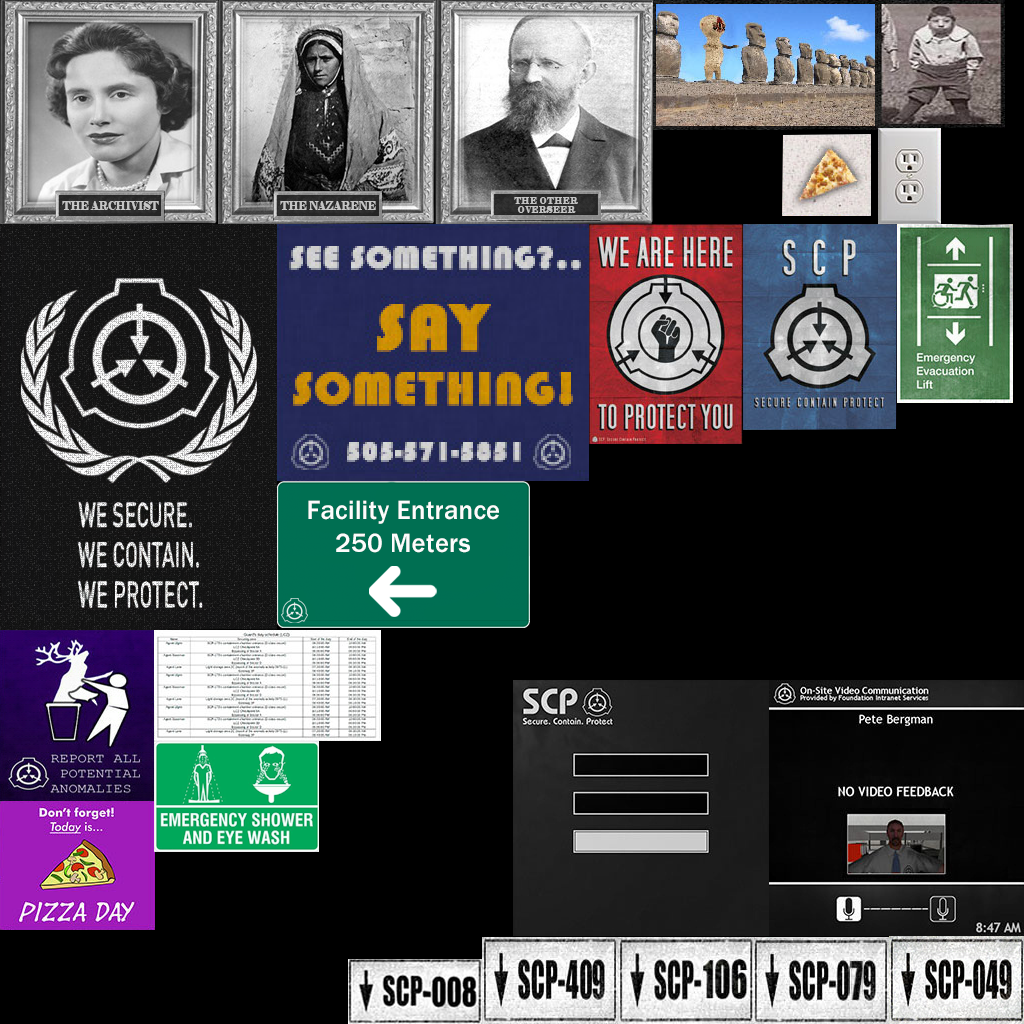 THE ARCHIVIST
THE NAZARENE
THE OTHER
OVERSEER
SEE SOMETHING?..
SAY
SOMETHING!
505-571-5851
WE ARE HERE
TO PROTECT YOU
SCP
SECURE CONTAIN PROTECT
Emergency
Evacuation
Lift
WE SECURE.
WE CONTAIN.
WE PROTECT.
Facility Entrance
250 Meters
REPORT ALL
POTENTIAL
ANOMALIES
EMERGENCY SHOWER
AND EYE WASH
Don't forget!
Today is...
PIZZA DAY
SCP
Secure. Contain. Protect
On-Site Video Communication
Provided by Foundation Intranet Services
Pete Bergman
NO VIDEO FEEDBACK
8:47 AM
SCP-008
SCP-409
SCP-106
SCP-079
SCP-049